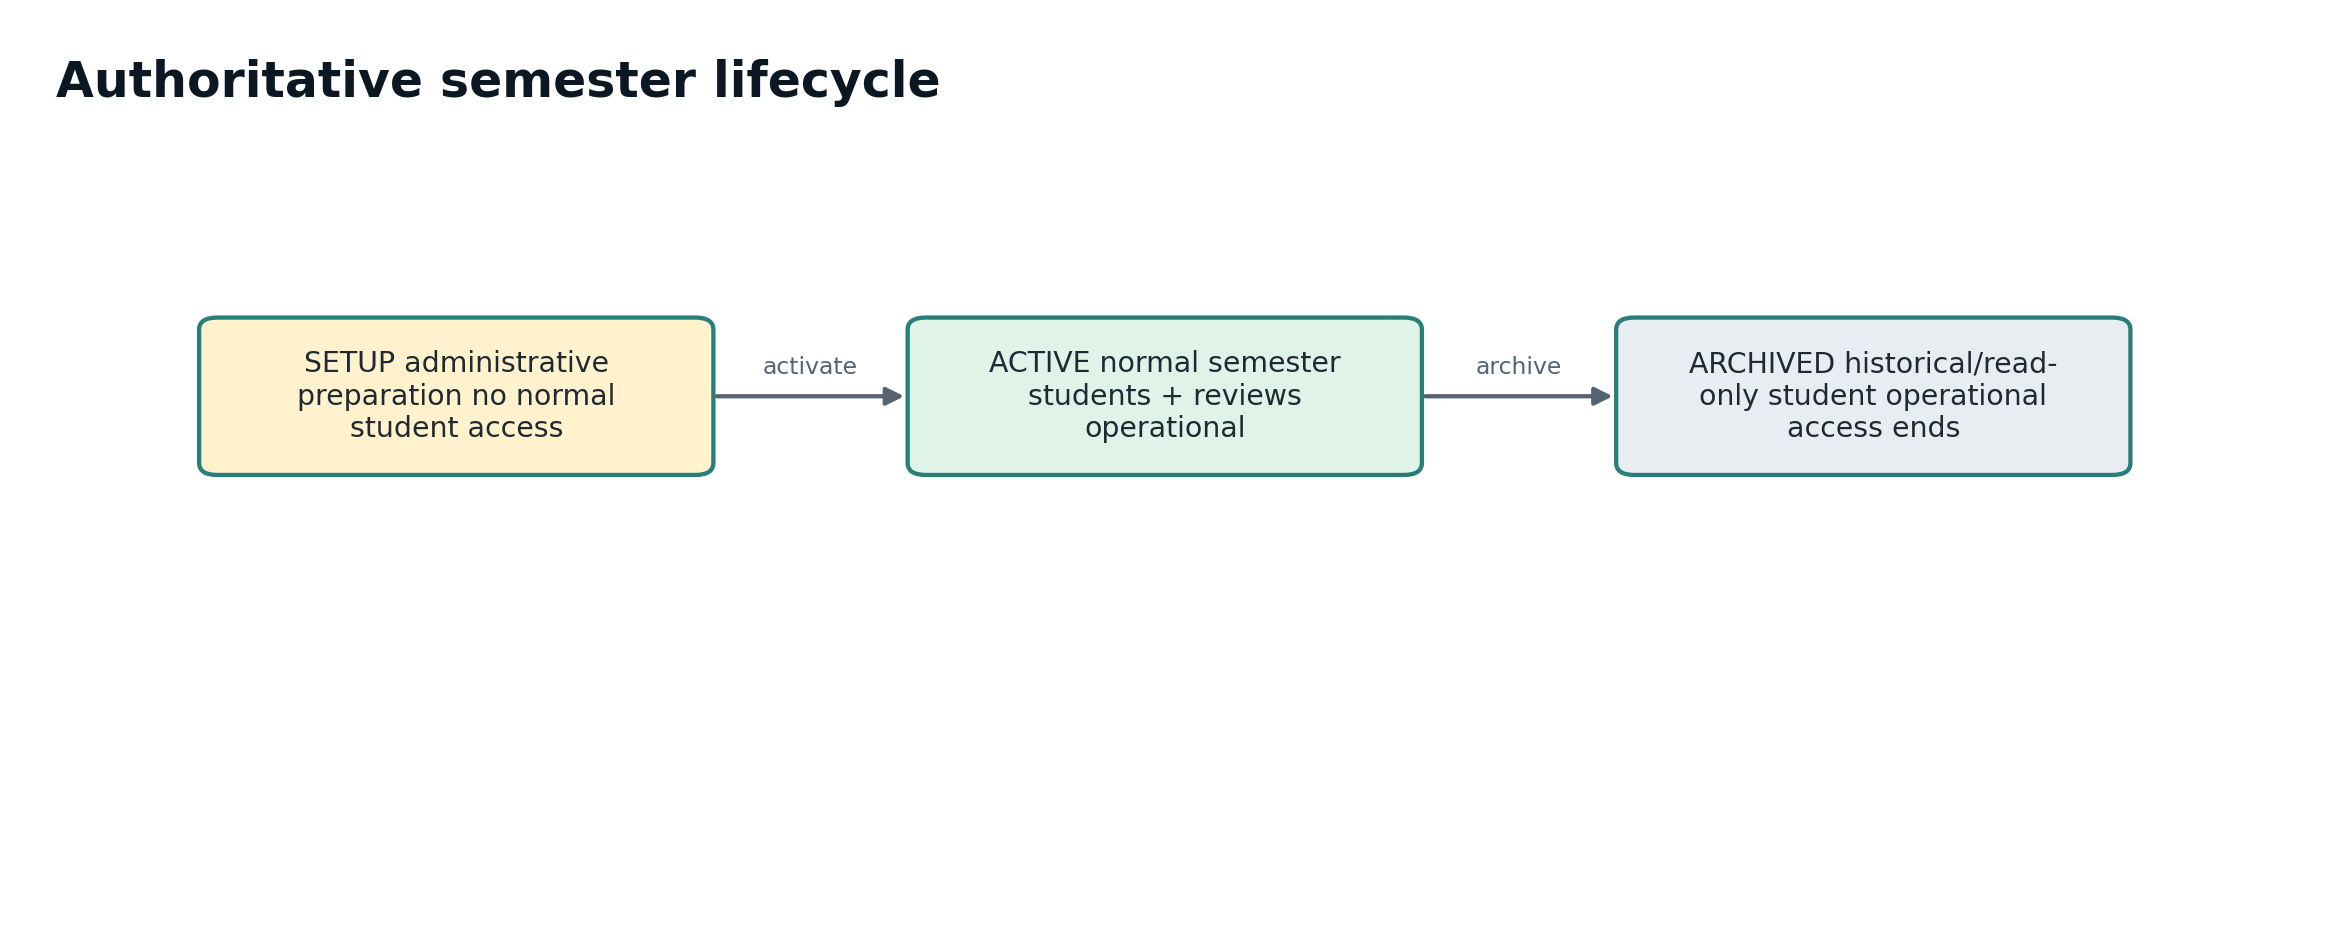 Authoritative semester lifecycle
SETUP administrative
preparation no normal
student access
activate
ACTIVE normal semester
students + reviews
operational
archive
ARCHIVED historical/read-
only student operational
access ends